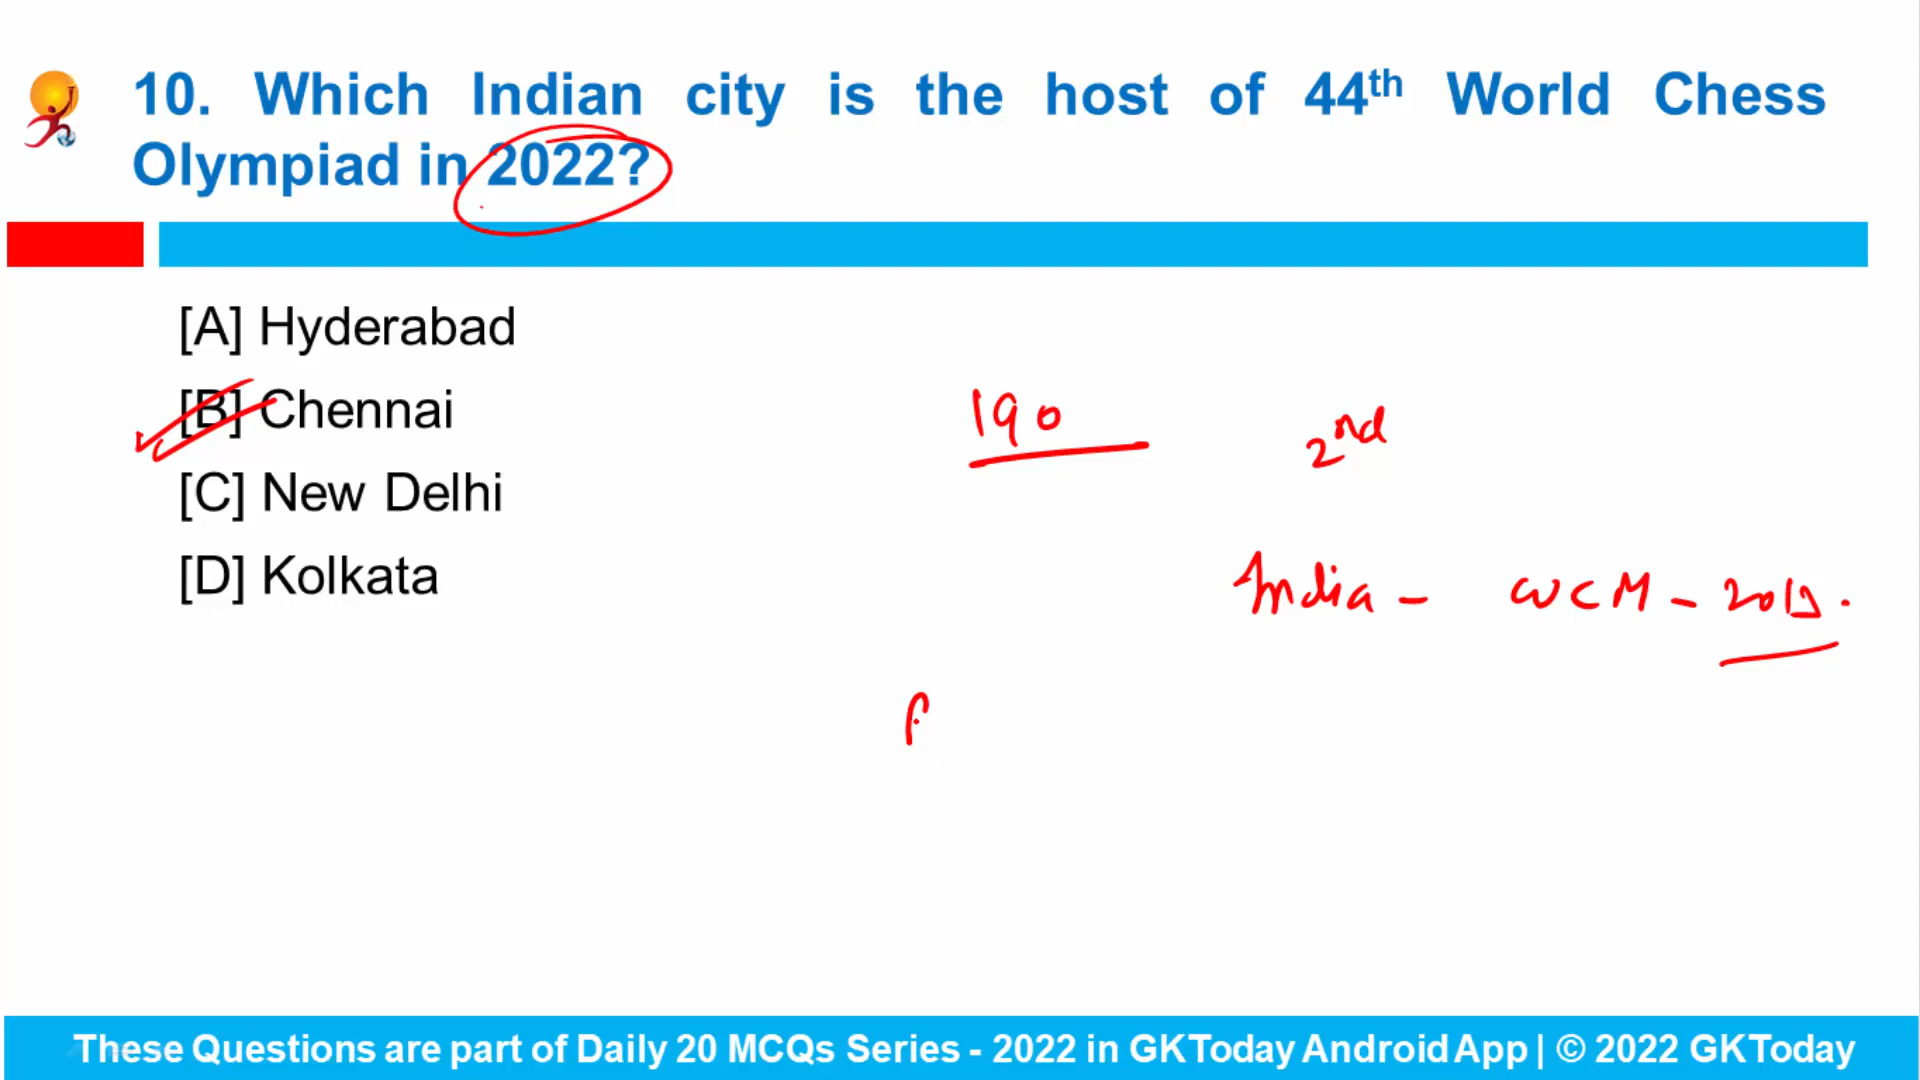 10. Which Indian city is the host of 44th World Chess
Olympiad in 2022?
[A] Hyderabad
[B] Chennai
[C] New Delhi
[D] Kolkata
190
2nd
India - WCM -
These Questions are part of Daily 20 MCQs Series - 2022 in GKToday Android App | © 2022 GKToday